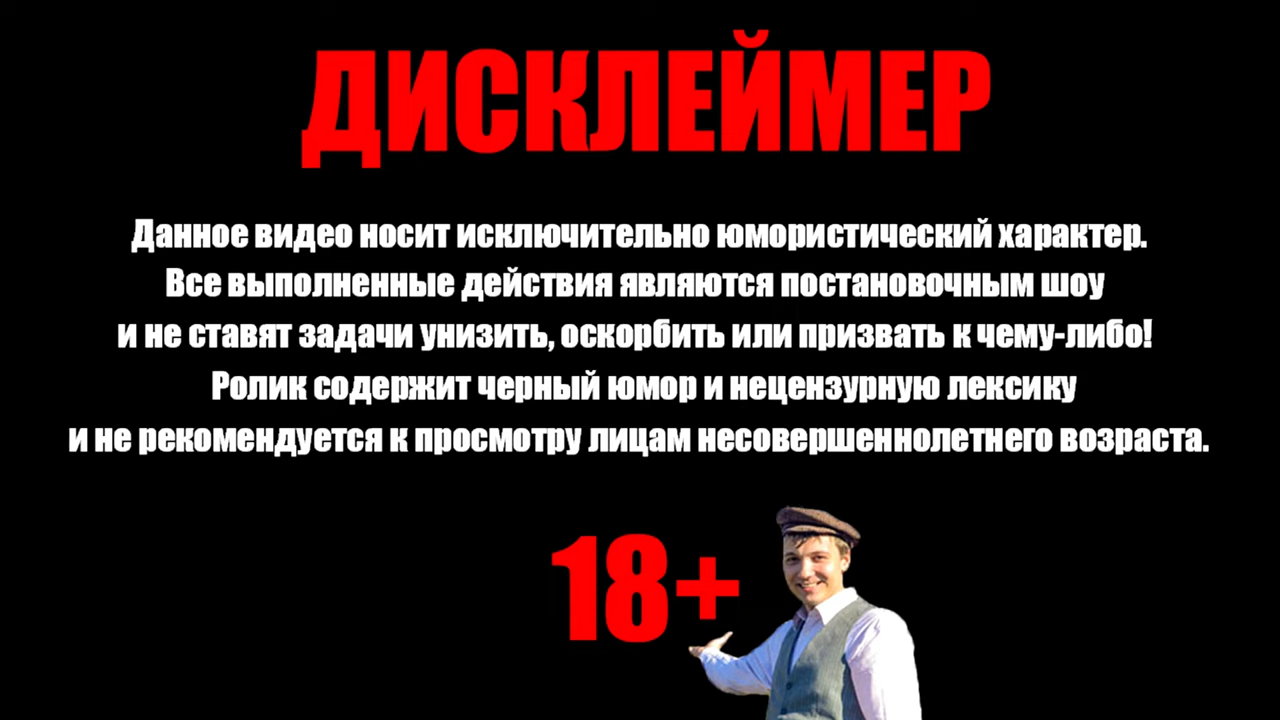 ДИСКЛЕЙМЕР
Данное видео носит исключительно юмористический характер.
Все выполненные действия являются постановочным шоу
и не ставят задачи унизить, оскорбить или призвать к чему-либо!
Ролик содержит черный юмор и нецензурную лексику
и не рекомендуется к просмотру лицам несовершеннолетнего возраста.
18+